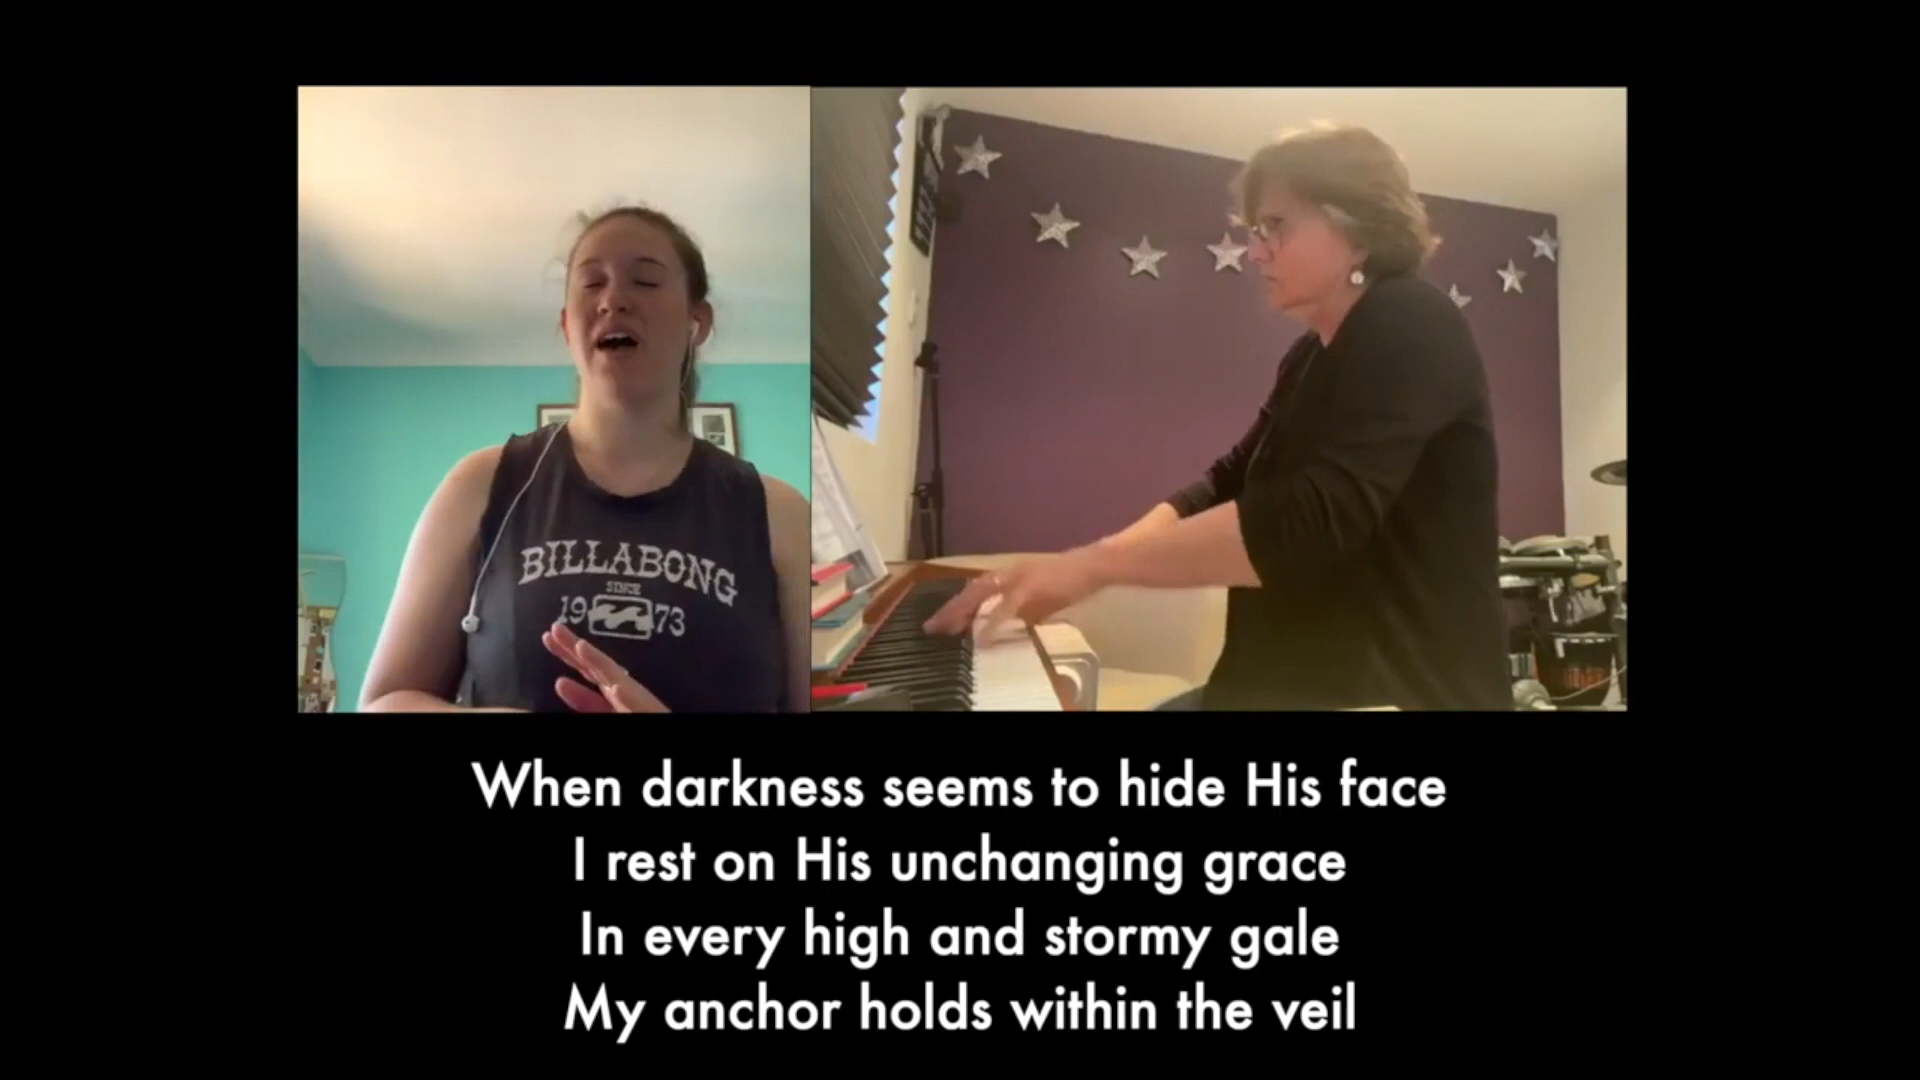 BILLABONG
SINCE
19 73
When darkness seems to hide His face
I rest on His unchanging grace
In every high and stormy gale
My anchor holds within the veil